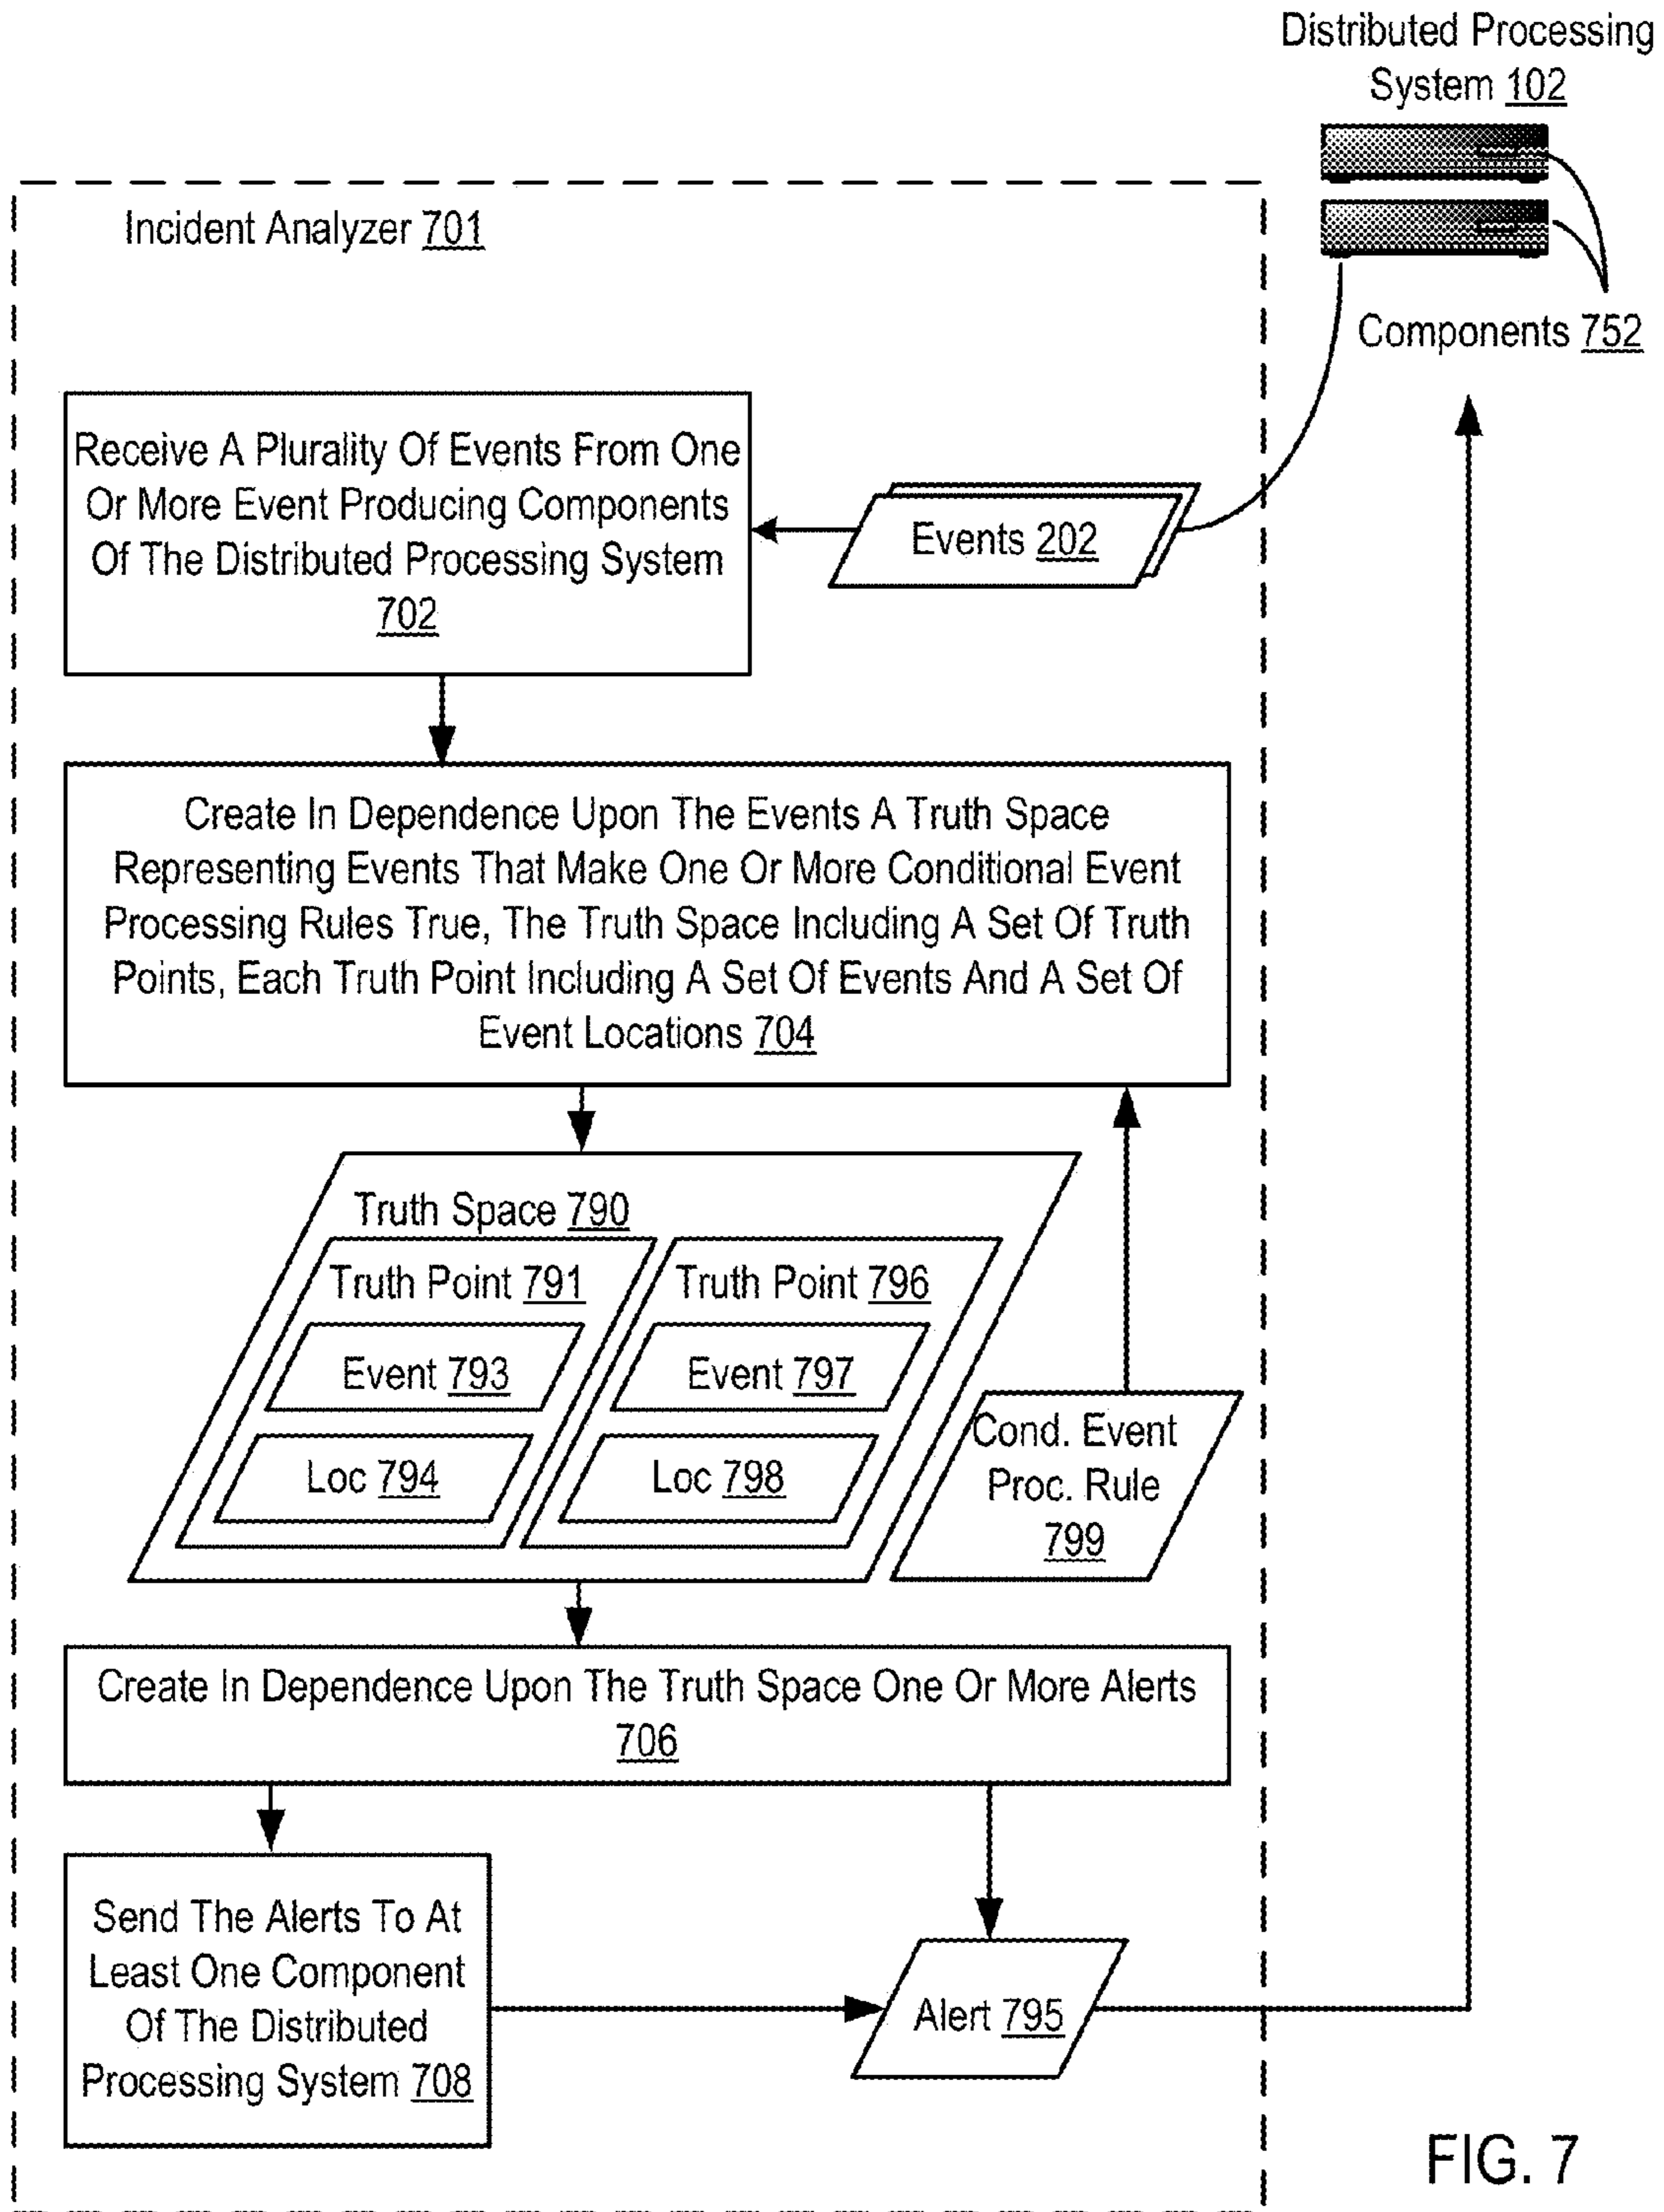 Distributed Processing
System 102
Incident Analyzer 701
Components 752
Receive A Plurality Of Events From One
Or More Event Producing Components
Of The Distributed Processing System
702
Events 202
Create In Dependence Upon The Events A Truth Space
Representing Events That Make One Or More Conditional Event
Processing Rules True, The Truth Space Including A Set Of Truth
Points, Each Truth Point Including A Set Of Events And A Set Of
Event Locations 704
Truth Space 790
Truth Point 791
Event 793
Loc 794
Truth Point 796
Event 797
Loc 798
Cond. Event
Proc. Rule
799
Create In Dependence Upon The Truth Space One Or More Alerts
706
Send The Alerts To At
Least One Component
Of The Distributed
Processing System 708
Alert 795
FIG. 7